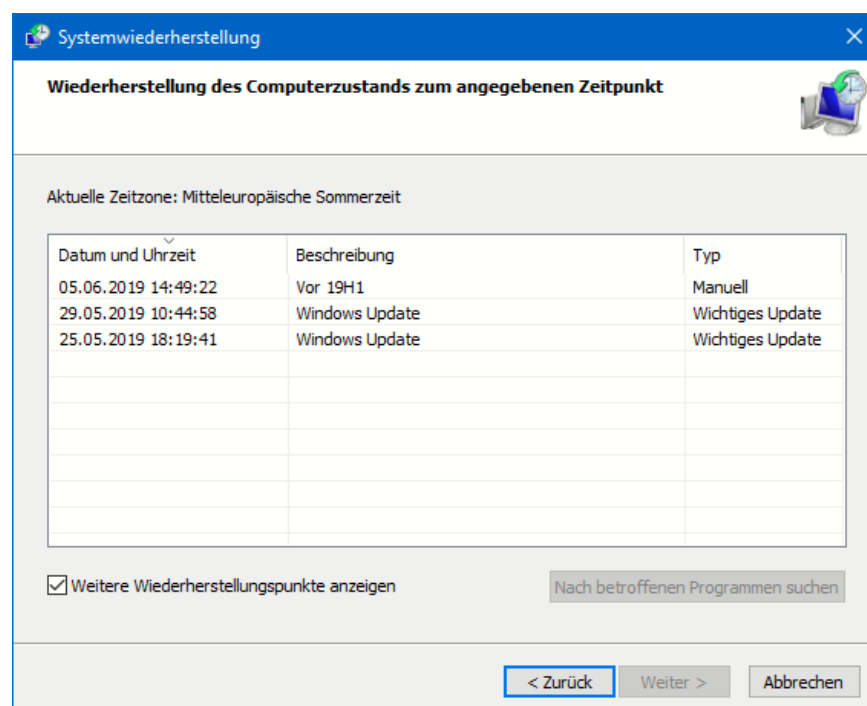 Systemwiederherstellung
Wiederherstellung des Computerzustands zum angegebenen Zeitpunkt
Aktuelle Zeitzone: Mitteleuropäische Sommerzeit
Datum und Uhrzeit Beschreibung Typ
05.06.2019 14:49:22 Vor 19H1 Manuell
29.05.2019 10:44:58 Windows Update Wichtiges Update
25.05.2019 18:19:41 Windows Update Wichtiges Update
Weitere Wiederherstellungspunkte anzeigen Nach betroffenen Programmen suchen
< Zurück Weiter > Abbrechen